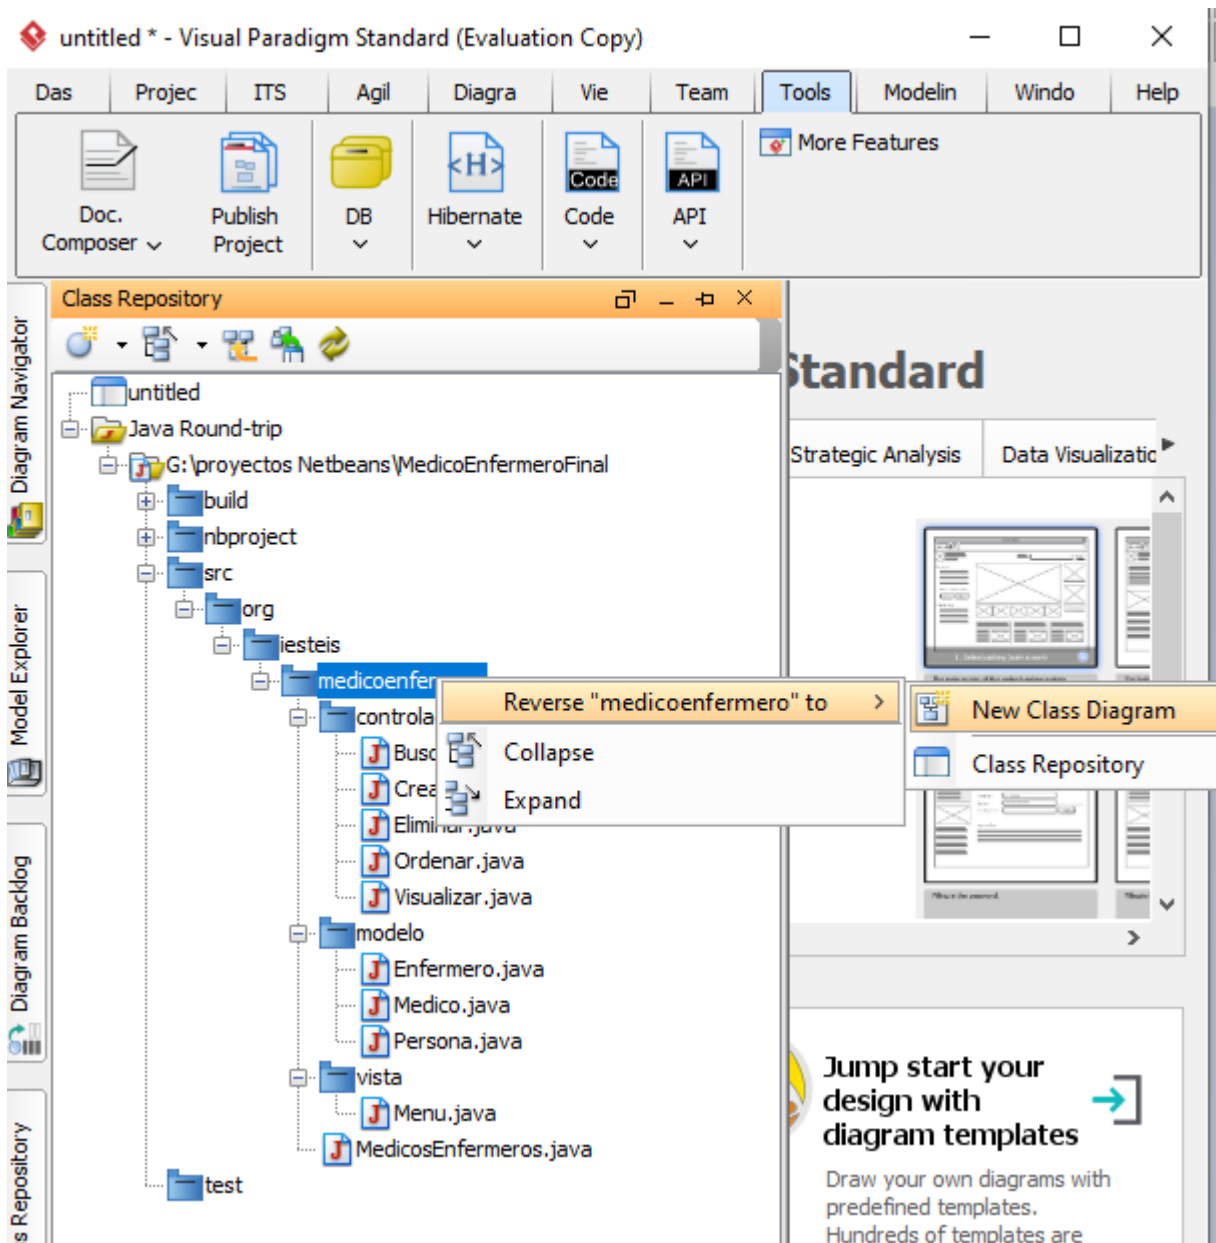 untitled * - Visual Paradigm Standard (Evaluation Copy)
Das Projec ITS Agil Diagra Vie Team Tools Modelin Windo Help
Doc. Composer
Publish Project
DB
<H>
Hibernate
Code
Code
API
API
More Features
Class Repository
Diagram Navigator
Model Explorer
Diagram Backlog
s Repository
untitled
Java Round-trip
G:\proyectos Netbeans\MedicoEnfermeroFinal
build
nbproject
src
org
iesteis
medicoenfer
controla
Busc
Crea
Eliminar.java
Ordenar.java
Visualizar.java
modelo
Enfermero.java
Medico.java
Persona.java
vista
Menu.java
MedicosEnfermeros.java
test
Reverse "medicoenfermero" to
Collapse
Expand
New Class Diagram
Class Repository
Standard
Strategic Analysis
Data Visualizatio
Jump start your
design with
diagram templates
Draw your own diagrams with
predefined templates.
Hundreds of templates are